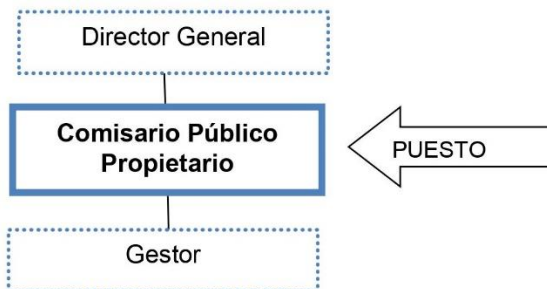 Director General
Comisario Público
Propietario
PUESTO
Gestor